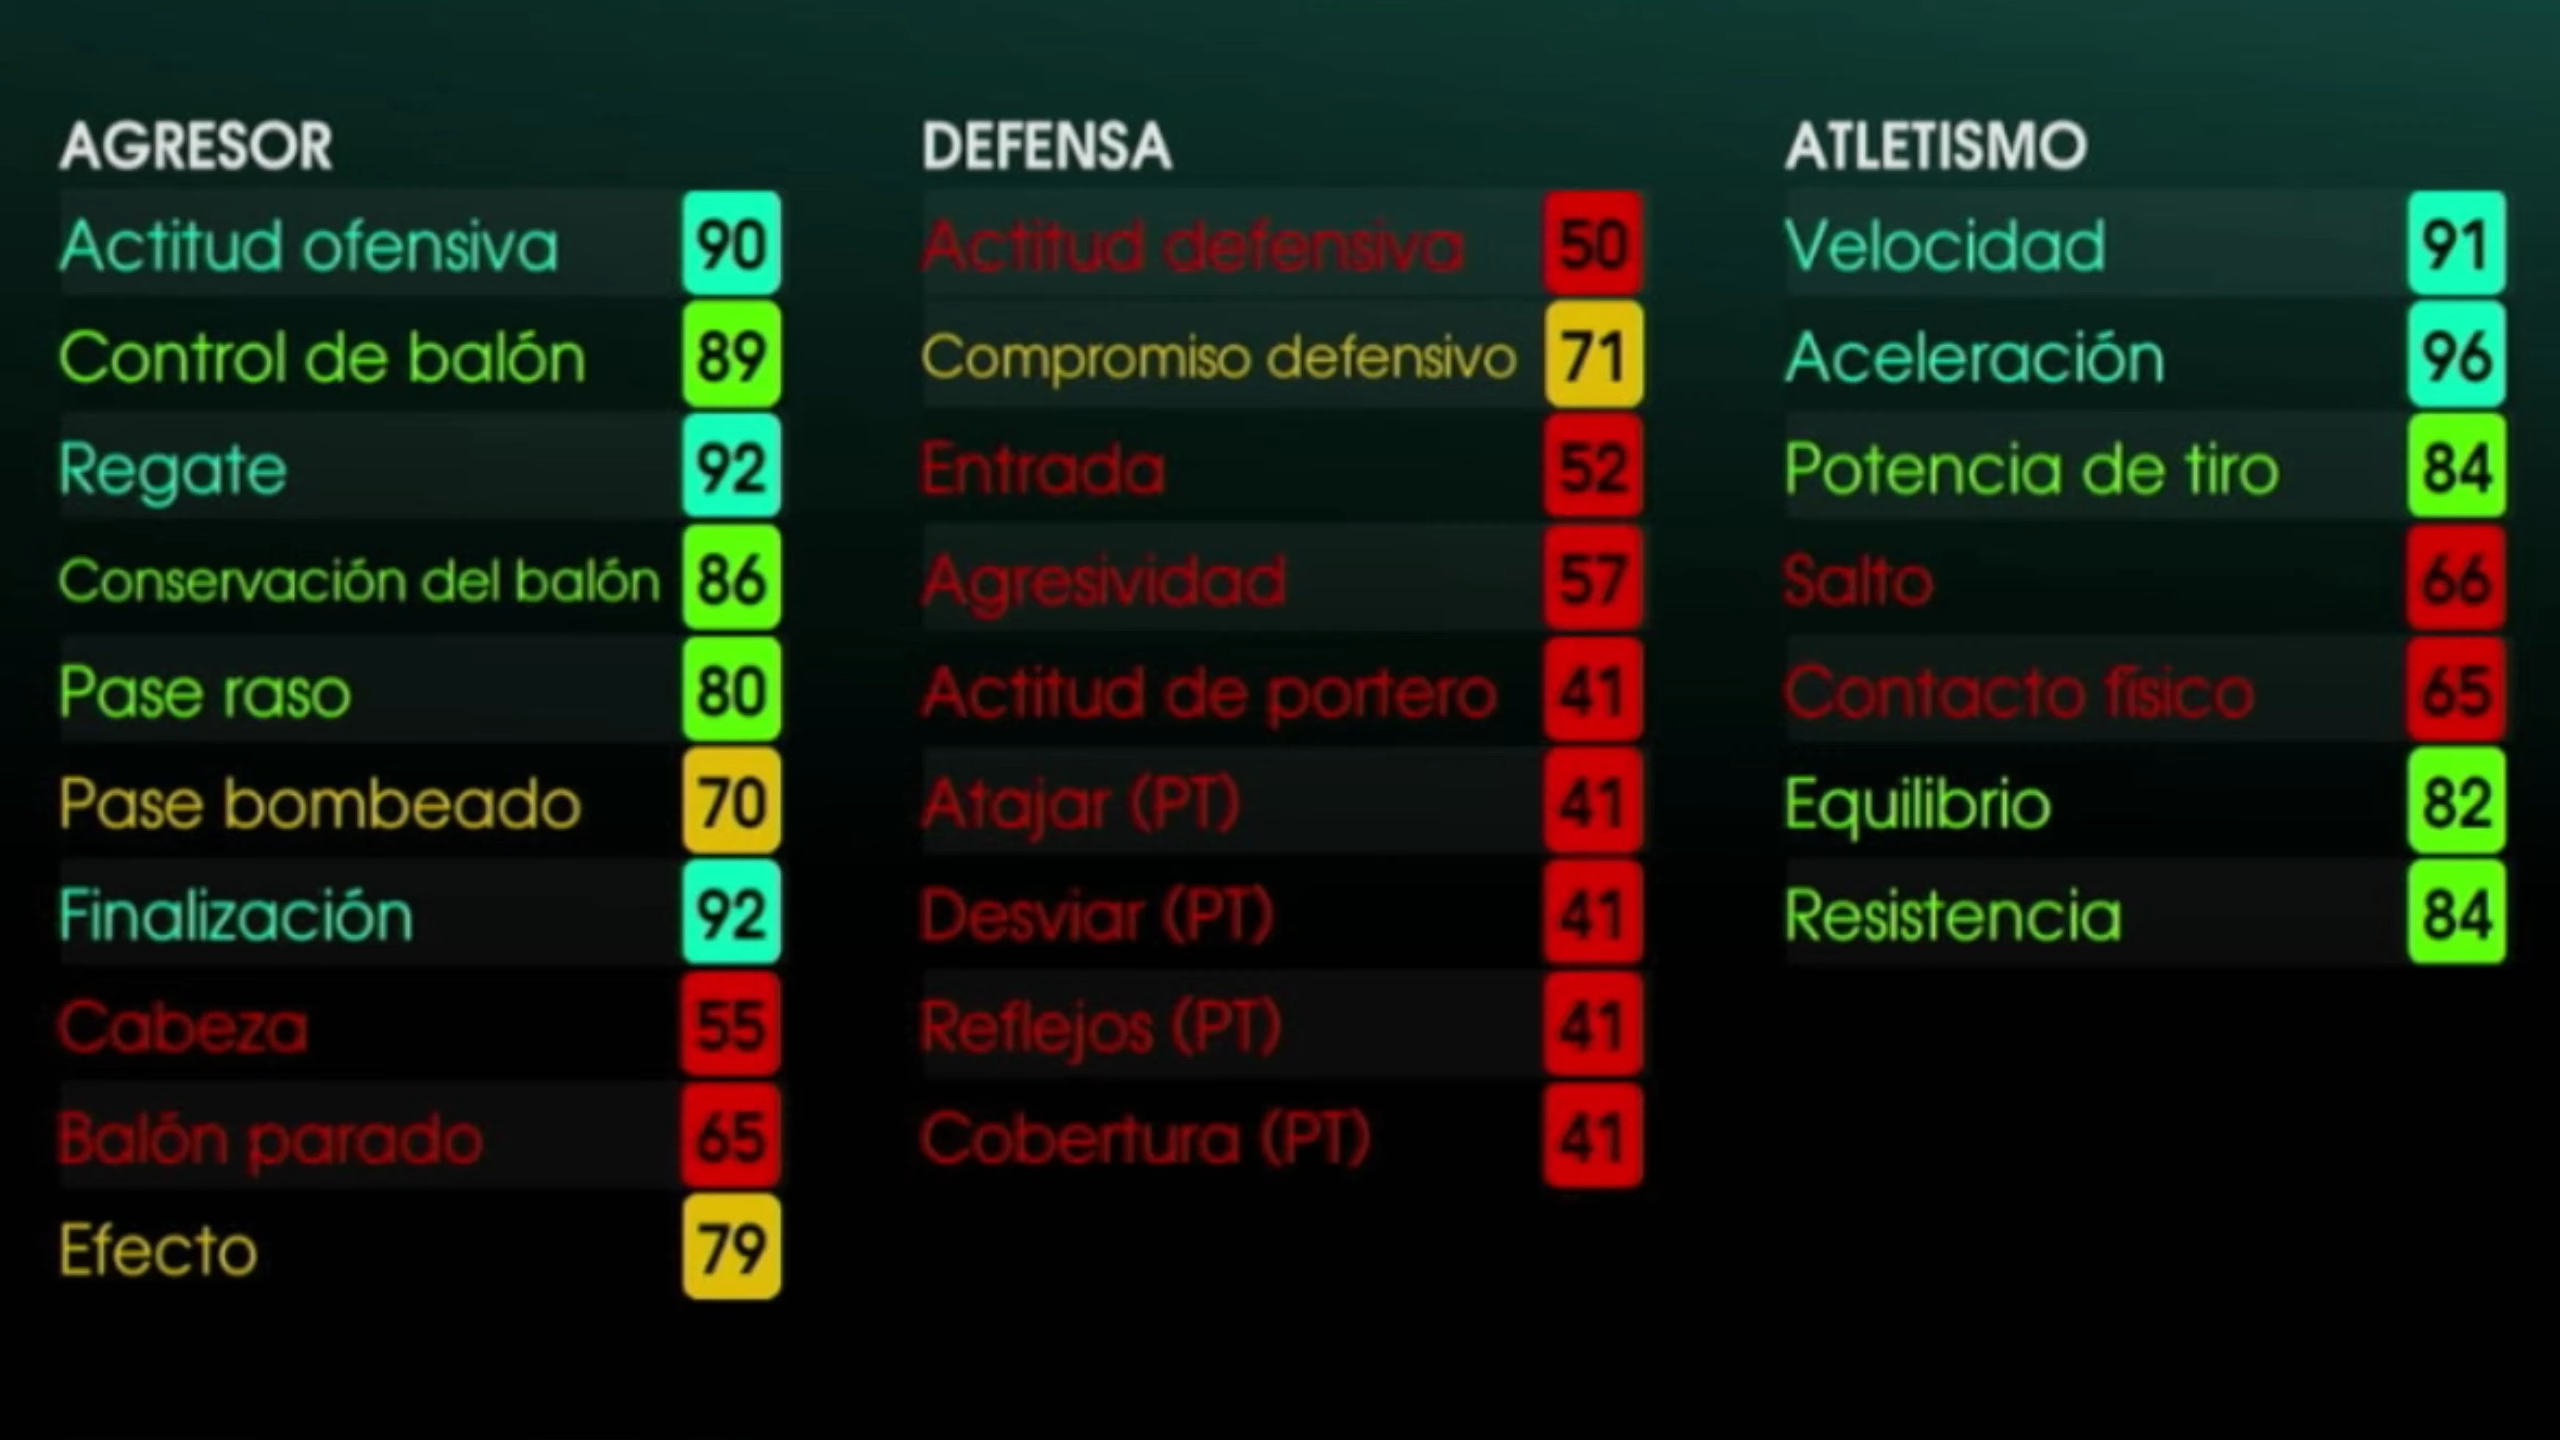 AGRESOR
Actitud ofensiva 90
Control de balón 89
Regate 92
Conservación del balón 86
Pase raso 80
Pase bombeado 70
Finalización 92
Cabeza 55
Balón parado 65
Efecto 79
DEFENSA
Actitud defensiva 50
Compromiso defensivo 71
Entrada 52
Agresividad 57
Actitud de portero 41
Atajar (PT) 41
Desviar (PT) 41
Reflejos (PT) 41
Cobertura (PT) 41
ATLETISMO
Velocidad 91
Aceleración 96
Potencia de tiro 84
Salto 66
Contacto físico 65
Equilibrio 82
Resistencia 84